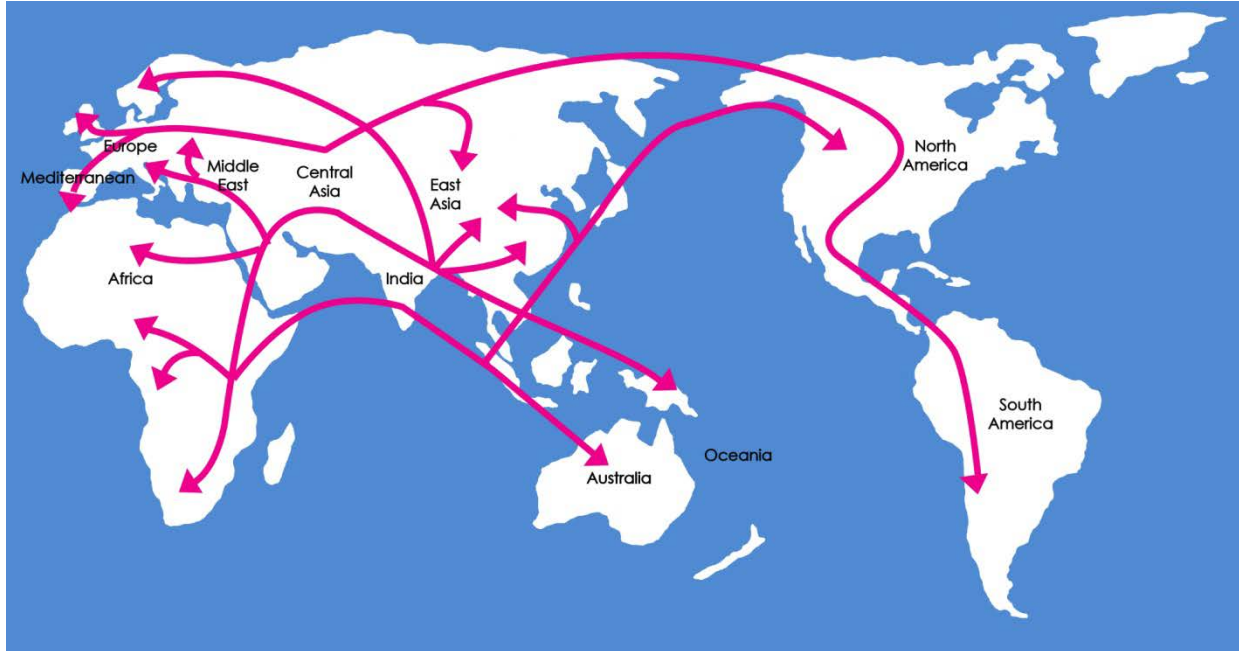 Europe
Mediterranean
Middle
East
Central
Asia
East
Asia
North
America
Africa
India
South
America
Oceania
Australia